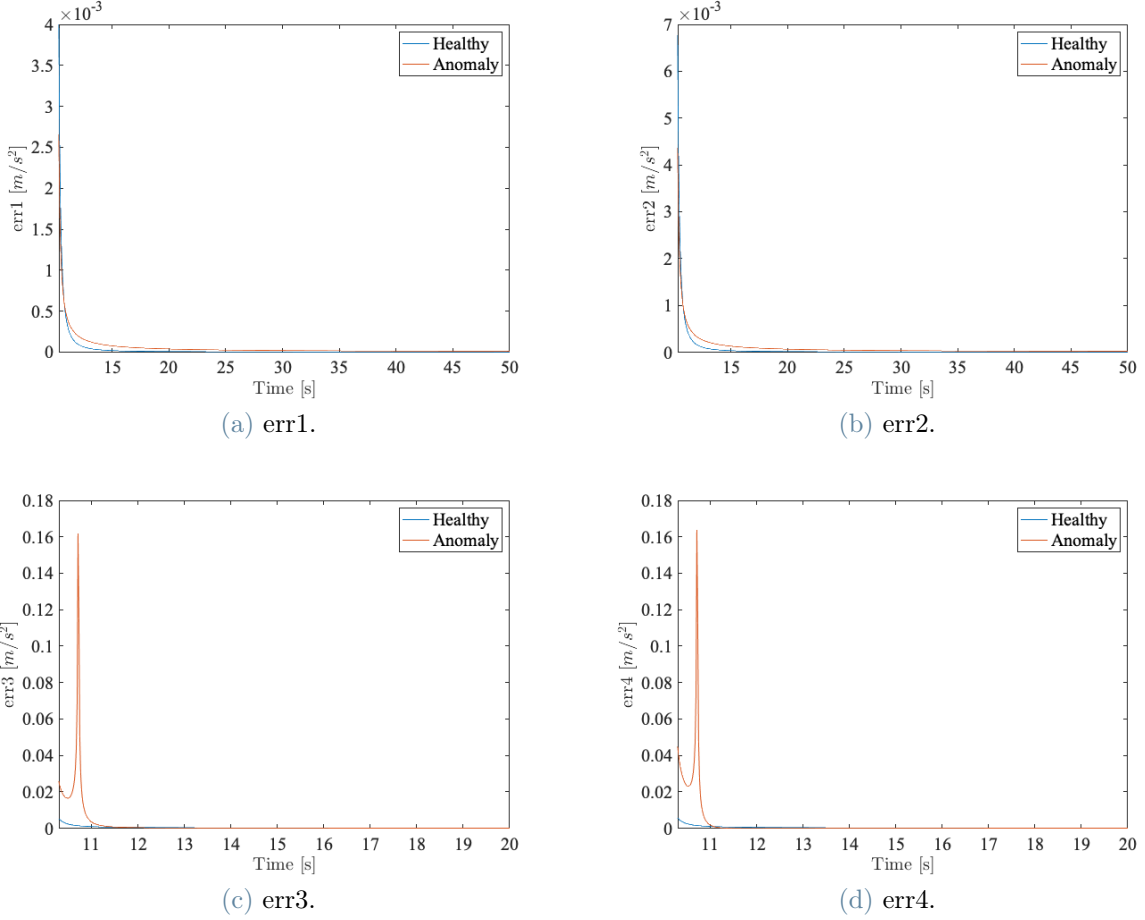 ×10⁻³
4
3.5
3
2.5
2
1.5
1
0.5
0
err1 [m/s²]
Healthy
Anomaly
15 20 25 30 35 40 45 50
Time [s]
(a) err1.
×10⁻³
7
6
5
4
3
2
1
0
err2 [m/s²]
Healthy
Anomaly
15 20 25 30 35 40 45 50
Time [s]
(b) err2.
0.18
0.16
0.14
0.12
0.1
0.08
0.06
0.04
0.02
0
err3 [m/s²]
Healthy
Anomaly
11 12 13 14 15 16 17 18 19 20
Time [s]
(c) err3.
0.18
0.16
0.14
0.12
0.1
0.08
0.06
0.04
0.02
0
err4 [m/s²]
Healthy
Anomaly
11 12 13 14 15 16 17 18 19 20
Time [s]
(d) err4.